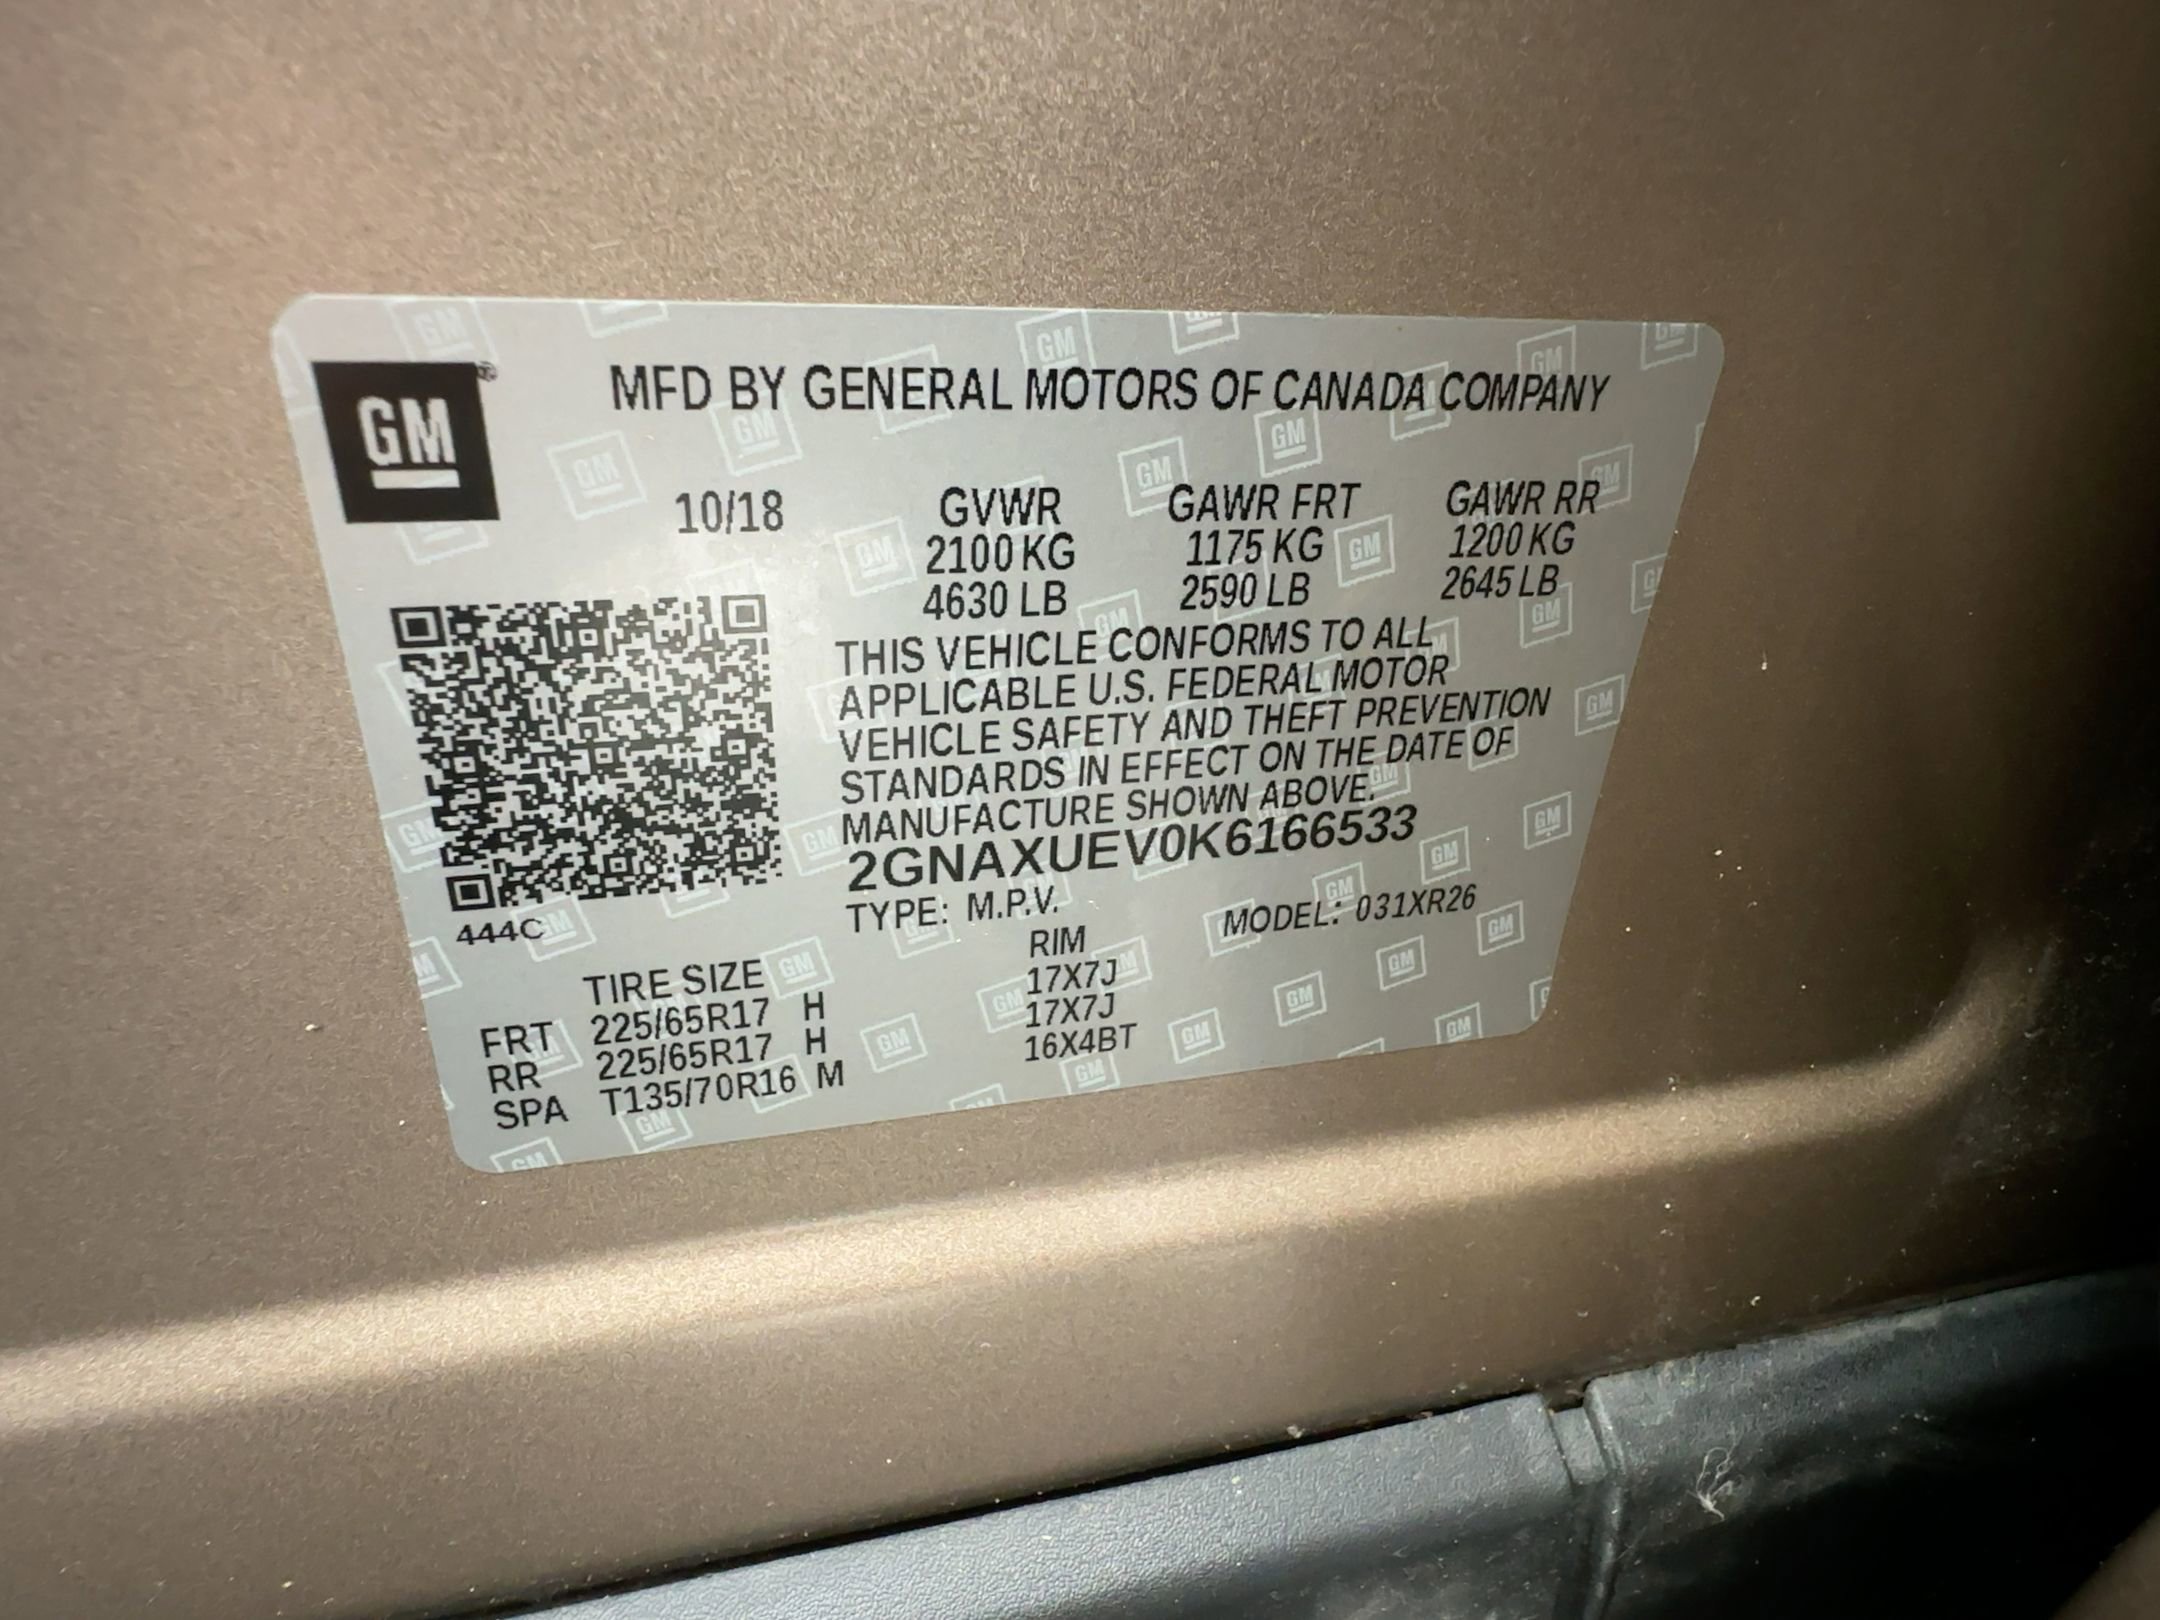 GM
MFD BY GENERAL MOTORS OF CANADA COMPANY
10/18 GVWR GAWR FRT GAWR RR
2100 KG 1175 KG 1200 KG
4630 LB 2590 LB 2645 LB
THIS VEHICLE CONFORMS TO ALL
APPLICABLE U.S. FEDERAL MOTOR
VEHICLE SAFETY AND THEFT PREVENTION
STANDARDS IN EFFECT ON THE DATE OF
MANUFACTURE SHOWN ABOVE.
2GNAXUEV0K6166533
TYPE: M.P.V. MODEL: 031XR26
444C
TIRE SIZE RIM
FRT 225/65R17 H 17X7J
RR 225/65R17 H 17X7J
SPA T135/70R16 M 16X4BT